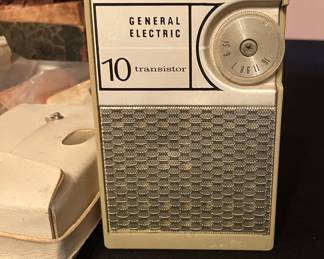 GENERAL
ELECTRIC
10 transistor